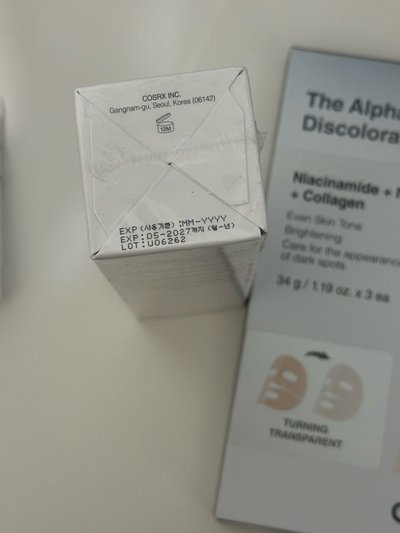 COSRX INC.
Gangnam-gu, Seoul, Korea (06142)
12M
EXP (사용기한) :MM-YYYY
EXP:05-2027까지 (월-년)
LOT:U06262
The Alpha
Discolora
Niacinamide +
+ Collagen
Even Skin Tone
Brightening
Care for the appearance
of dark spots
34 g / 1.19 oz. x 3 ea
TURNING
TRANSPARENT